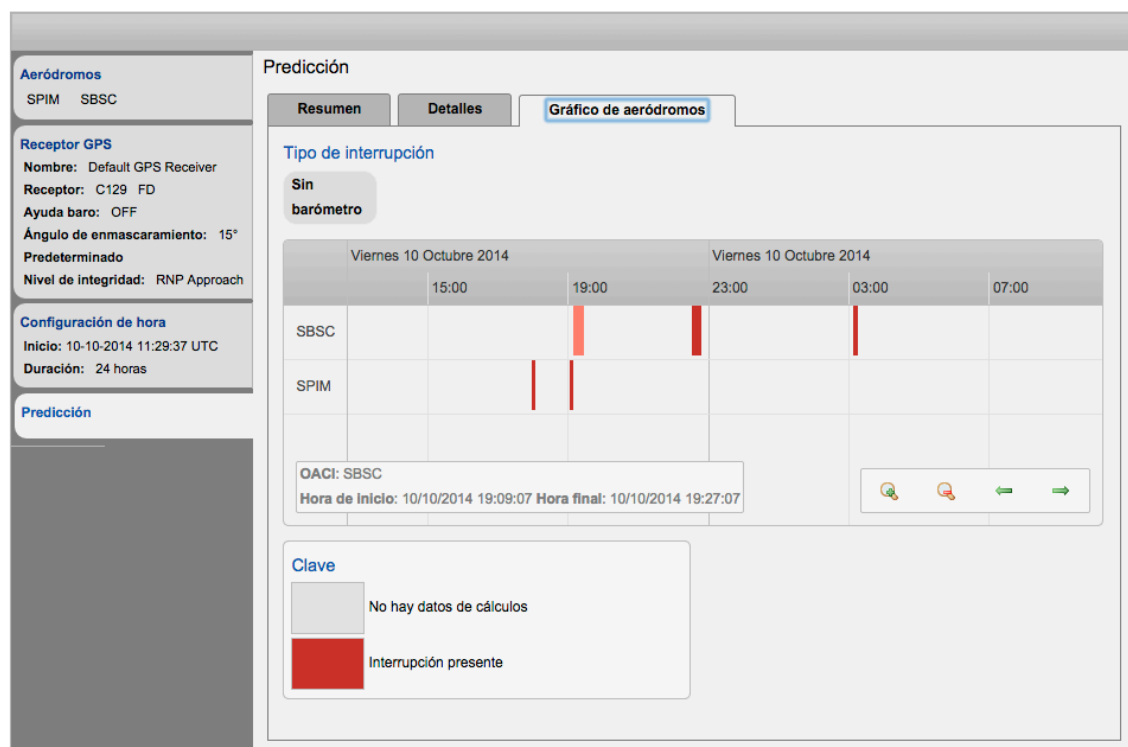 Aeródromos
SPIM SBSC
Receptor GPS
Nombre: Default GPS Receiver
Receptor: C129 FD
Ayuda baro: OFF
Ángulo de enmascaramiento: 15°
Predeterminado
Nivel de integridad: RNP Approach
Configuración de hora
Inicio: 10-10-2014 11:29:37 UTC
Duración: 24 horas
Predicción
Predicción
Resumen Detalles Gráfico de aeródromos
Tipo de interrupción
Sin
barómetro
Viernes 10 Octubre 2014 Viernes 10 Octubre 2014
15:00 19:00 23:00 03:00 07:00
SBSC
SPIM
OACI: SBSC
Hora de inicio: 10/10/2014 19:09:07 Hora final: 10/10/2014 19:27:07
Clave
No hay datos de cálculos
Interrupción presente